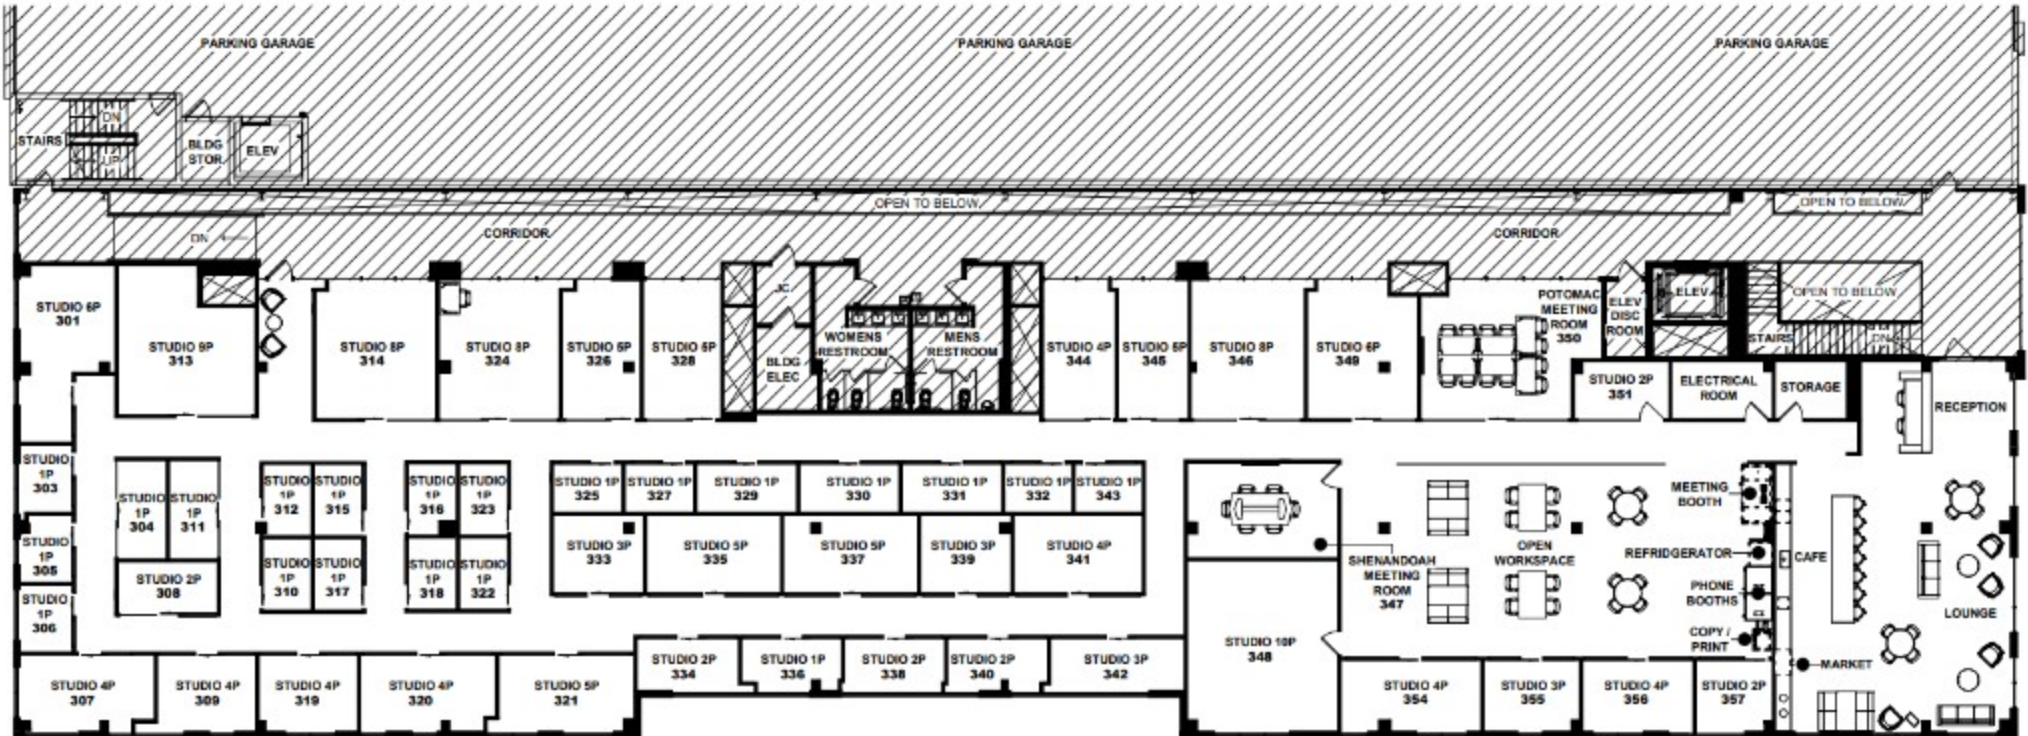 PARKING GARAGE
PARKING GARAGE
PARKING GARAGE
STAIRS
DN
UP
BLDG
STOR.
ELEV
OPEN TO BELOW
OPEN TO BELOW
DN
CORRIDOR
CORRIDOR
STUDIO 6P
301
STUDIO 9P
313
STUDIO 8P
314
STUDIO 8P
324
STUDIO 5P
326
STUDIO 5P
328
JC.
BLDG
ELEC
WOMENS
RESTROOM
MENS
RESTROOM
STUDIO 4P
344
STUDIO 5P
345
STUDIO 8P
346
STUDIO 6P
349
POTOMAC
MEETING
ROOM
350
ELEV
DISC
ROOM
ELEV
OPEN TO BELOW
STAIRS
DN
STUDIO 2P
351
ELECTRICAL
ROOM
STORAGE
RECEPTION
STUDIO
1P
303
STUDIO
1P
305
STUDIO
1P
306
STUDIO
1P
304
STUDIO
1P
311
STUDIO 2P
308
STUDIO
1P
312
STUDIO
1P
315
STUDIO
1P
310
STUDIO
1P
317
STUDIO
1P
316
STUDIO
1P
323
STUDIO
1P
318
STUDIO
1P
322
STUDIO 1P
325
STUDIO 1P
327
STUDIO 1P
329
STUDIO 1P
330
STUDIO 1P
331
STUDIO 1P
332
STUDIO 1P
343
STUDIO 3P
333
STUDIO 5P
335
STUDIO 5P
337
STUDIO 3P
339
STUDIO 4P
341
SHENANDOAH
MEETING
ROOM
347
OPEN
WORKSPACE
MEETING
BOOTH
REFRIDGERATOR
PHONE
BOOTHS
COPY /
PRINT
CAFE
LOUNGE
MARKET
STUDIO 10P
348
STUDIO 4P
307
STUDIO 4P
309
STUDIO 4P
319
STUDIO 4P
320
STUDIO 5P
321
STUDIO 2P
334
STUDIO 1P
336
STUDIO 2P
338
STUDIO 2P
340
STUDIO 3P
342
STUDIO 4P
354
STUDIO 3P
355
STUDIO 4P
356
STUDIO 2P
357